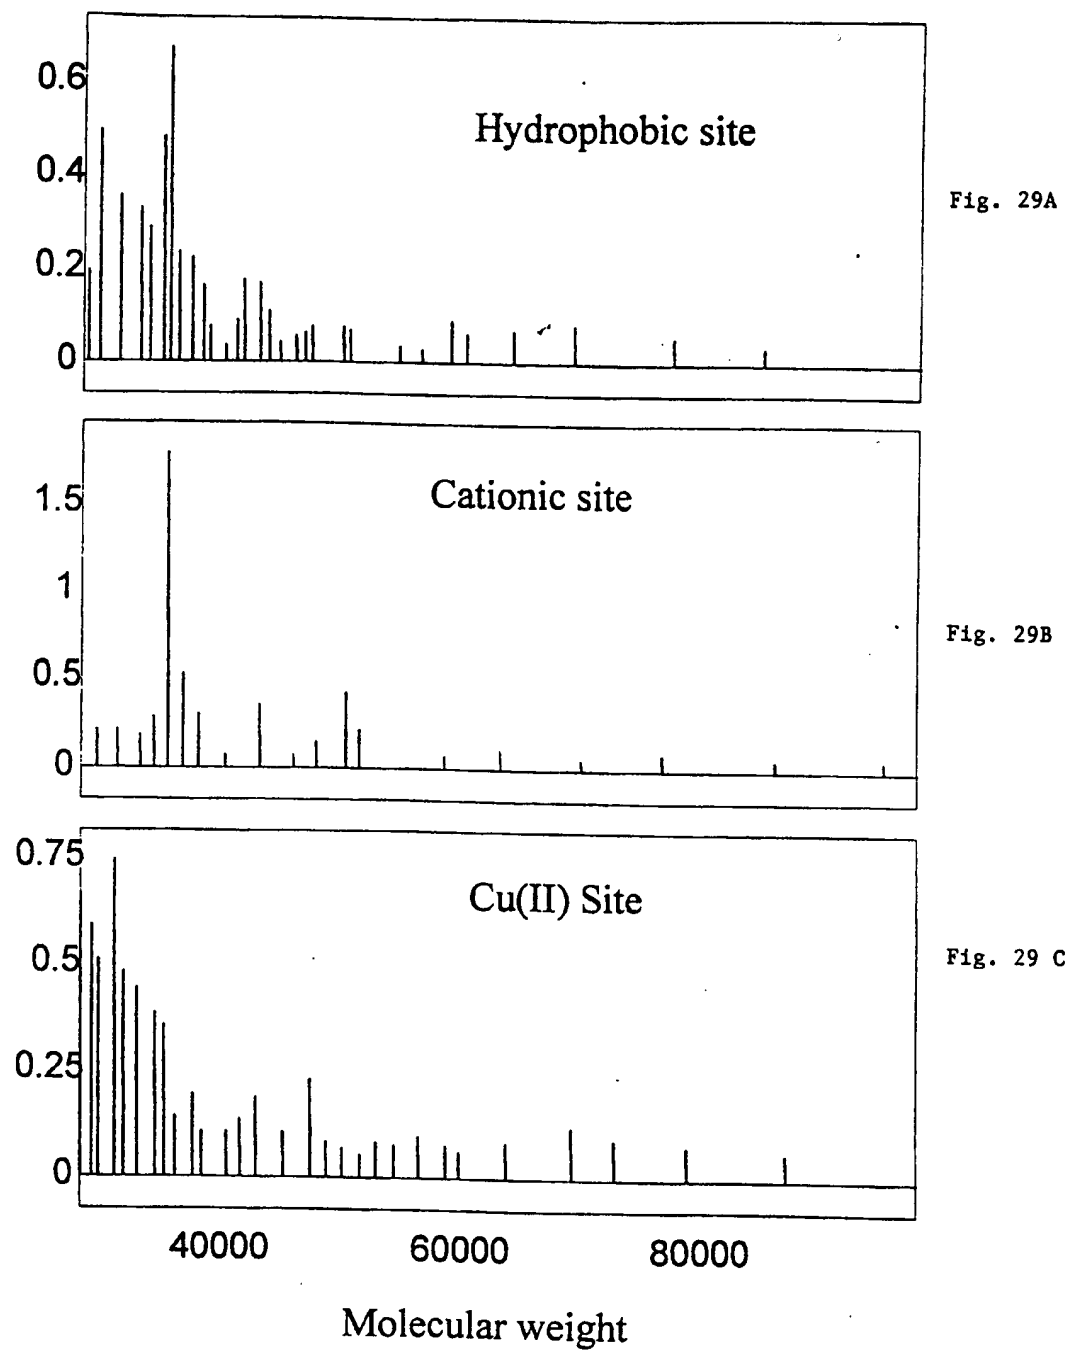 0.6
Hydrophobic site
0.4
Fig. 29A
0.2
0
1.5
Cationic site
1
Fig. 29B
0.5
0
0.75
Cu(II) Site
0.5
Fig. 29 C
0.25
0
40000 60000 80000
Molecular weight